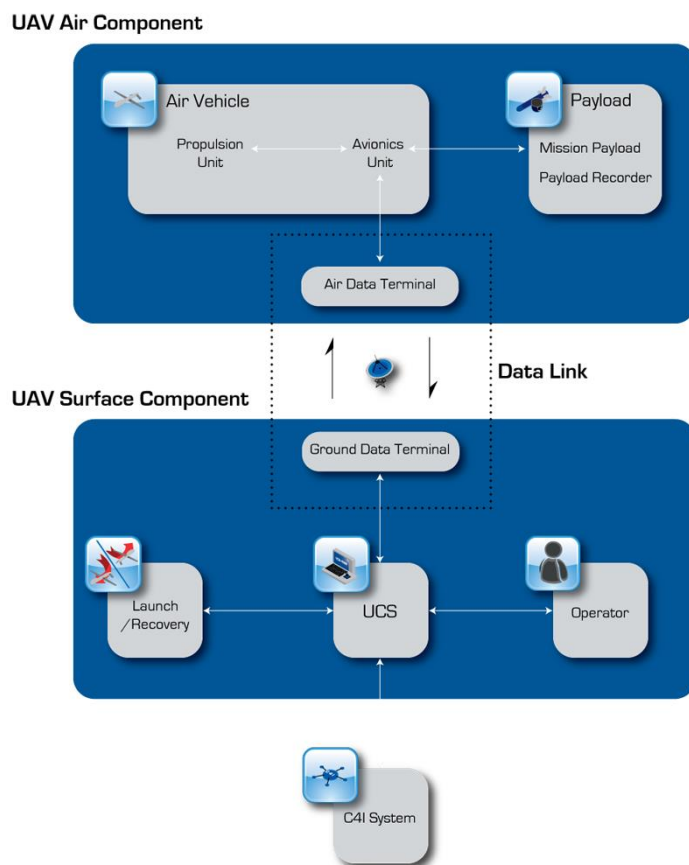 UAV Air Component
Air Vehicle
Payload
Propulsion
Unit
Avionics
Unit
Mission Payload
Payload Recorder
Air Data Terminal
Data Link
UAV Surface Component
Ground Data Terminal
Launch
/Recovery
UCS
Operator
C4I System